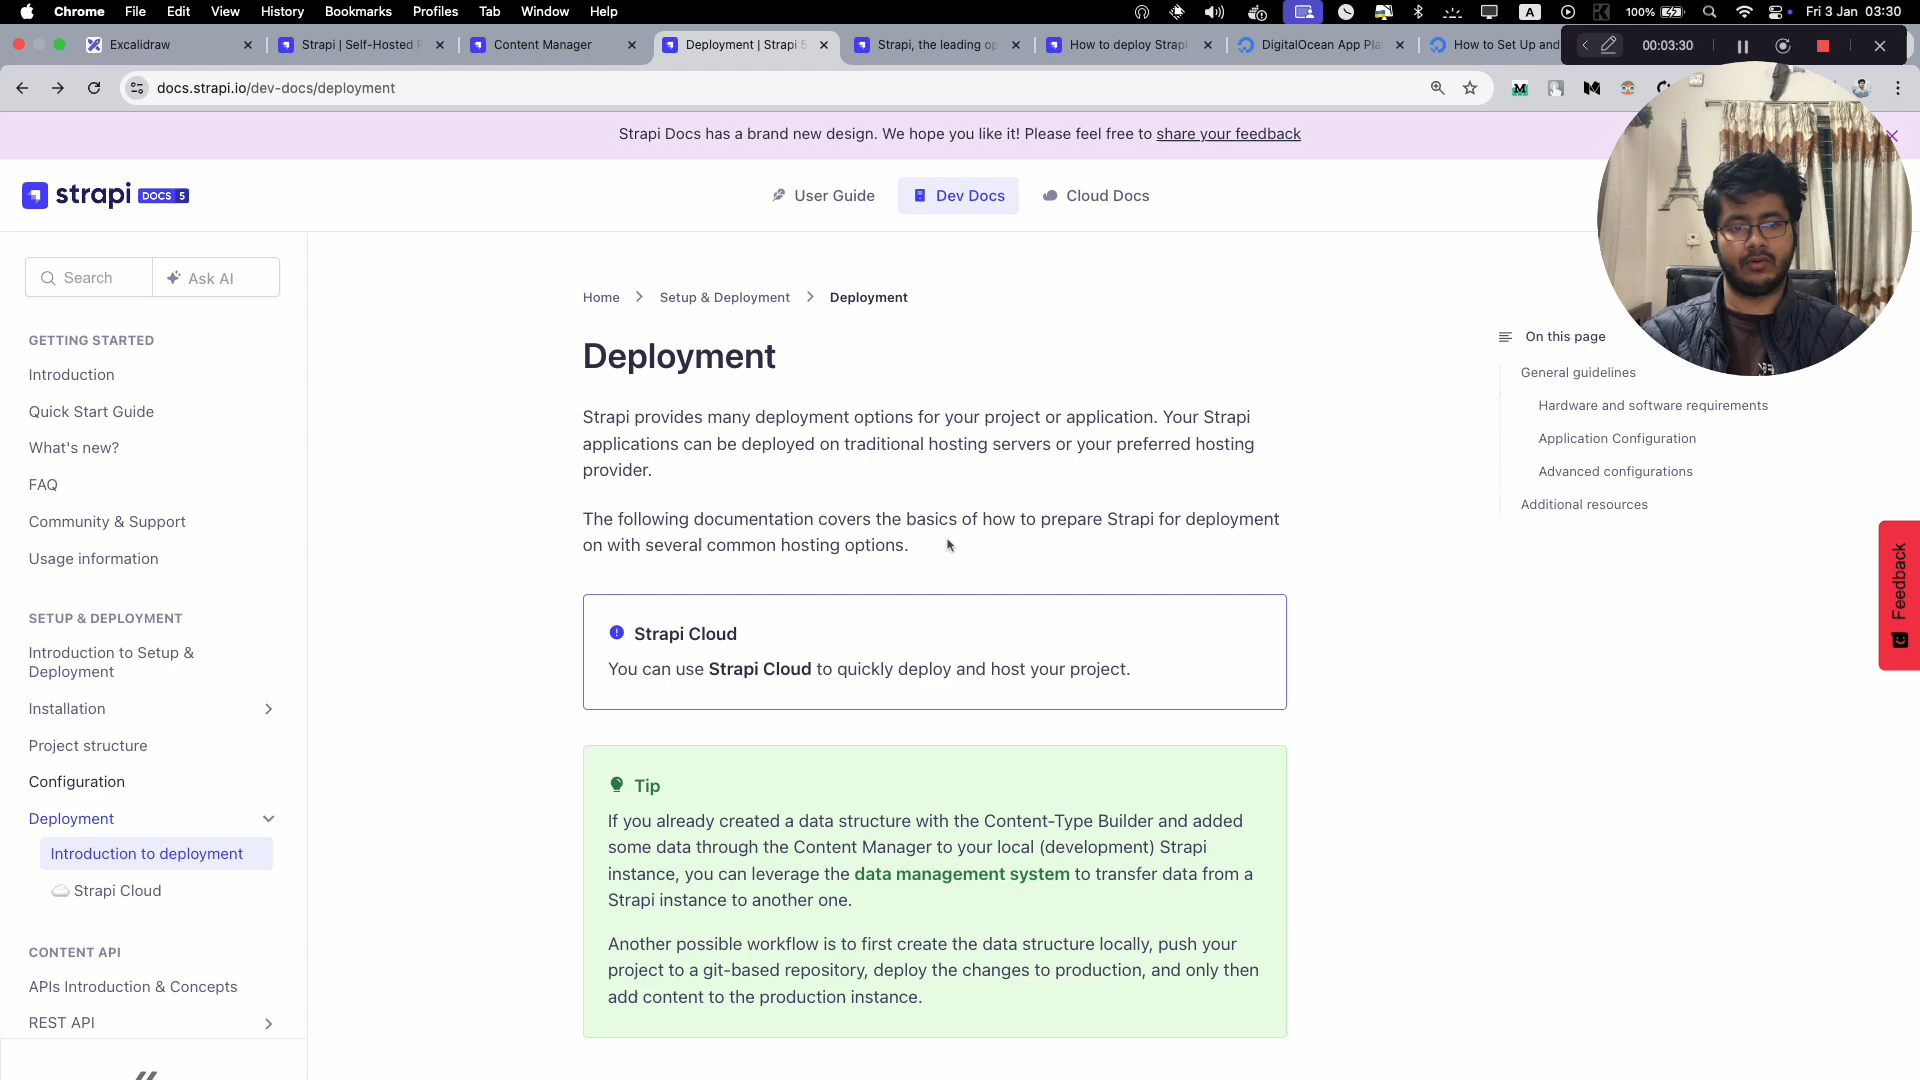 Chrome File Edit View History Bookmarks Profiles Tab Window Help
A
100%
Fri 3 Jan 03:30
Excalidraw
Strapi | Self-Hosted
Content Manager
Deployment | Strapi 5
Strapi, the leading op
How to deploy Strapi
DigitalOcean App Pla
How to Set Up and
00:03:30
docs.strapi.io/dev-docs/deployment
Strapi Docs has a brand new design. We hope you like it! Please feel free to share your feedback
strapi DOCS 5
User Guide
Dev Docs
Cloud Docs
Search
Ask AI
GETTING STARTED
Introduction
Quick Start Guide
What's new?
FAQ
Community & Support
Usage information
SETUP & DEPLOYMENT
Introduction to Setup &
Deployment
Installation
Project structure
Configuration
Deployment
Introduction to deployment
Strapi Cloud
CONTENT API
APIs Introduction & Concepts
REST API
Home > Setup & Deployment > Deployment
Deployment
Strapi provides many deployment options for your project or application. Your Strapi
applications can be deployed on traditional hosting servers or your preferred hosting
provider.
The following documentation covers the basics of how to prepare Strapi for deployment
on with several common hosting options.
Strapi Cloud
You can use Strapi Cloud to quickly deploy and host your project.
Tip
If you already created a data structure with the Content-Type Builder and added
some data through the Content Manager to your local (development) Strapi
instance, you can leverage the data management system to transfer data from a
Strapi instance to another one.
Another possible workflow is to first create the data structure locally, push your
project to a git-based repository, deploy the changes to production, and only then
add content to the production instance.
On this page
General guidelines
Hardware and software requirements
Application Configuration
Advanced configurations
Additional resources
Feedback